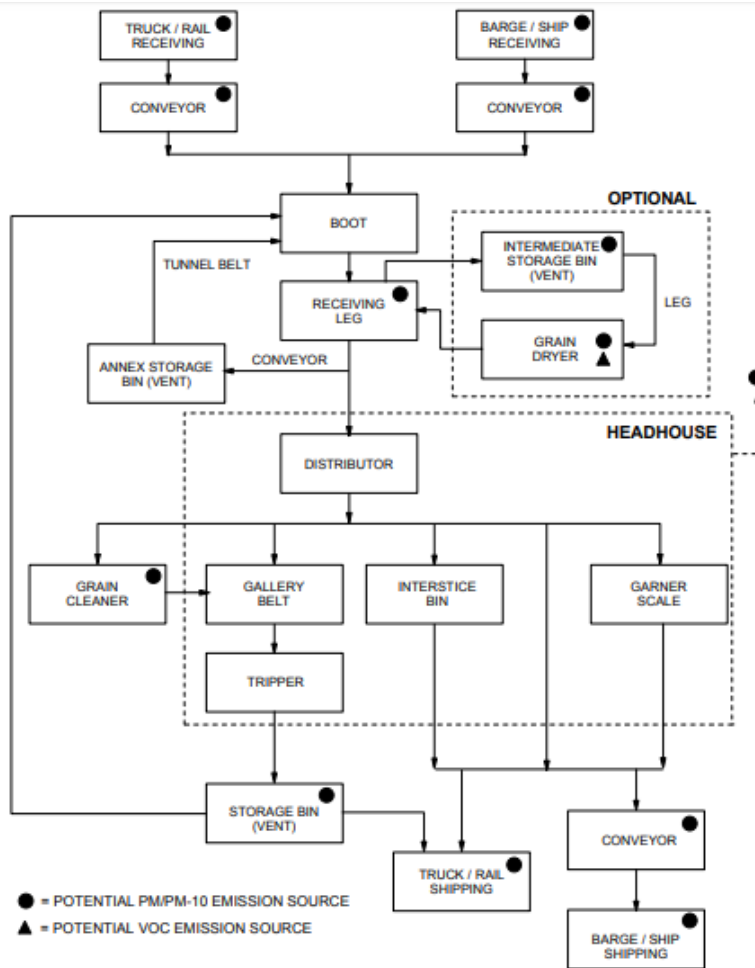 TRUCK / RAIL
RECEIVING
BARGE / SHIP
RECEIVING
CONVEYOR
CONVEYOR
OPTIONAL
BOOT
INTERMEDIATE
STORAGE BIN
(VENT)
TUNNEL BELT
RECEIVING
LEG
LEG
GRAIN
DRYER
ANNEX STORAGE
BIN (VENT)
CONVEYOR
HEADHOUSE
DISTRIBUTOR
GRAIN
CLEANER
GALLERY
BELT
INTERSTICE
BIN
GARNER
SCALE
TRIPPER
STORAGE BIN
(VENT)
CONVEYOR
TRUCK / RAIL
SHIPPING
= POTENTIAL PM/PM-10 EMISSION SOURCE
= POTENTIAL VOC EMISSION SOURCE
BARGE / SHIP
SHIPPING